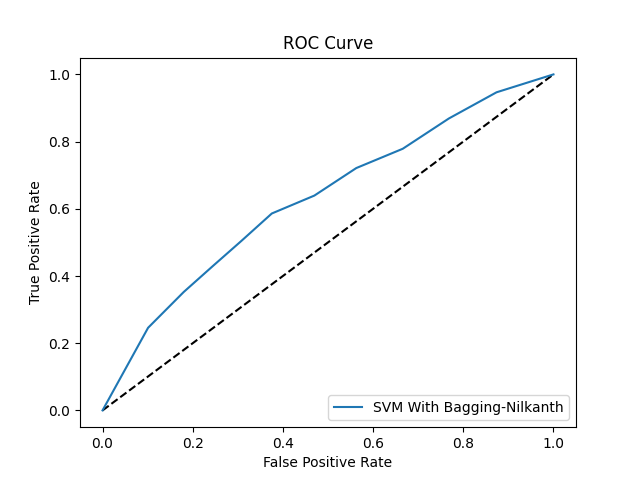 ROC Curve
1.0
0.8
0.6
0.4
0.2
0.0
True Positive Rate
SVM With Bagging-Nilkanth
0.0 0.2 0.4 0.6 0.8 1.0
False Positive Rate